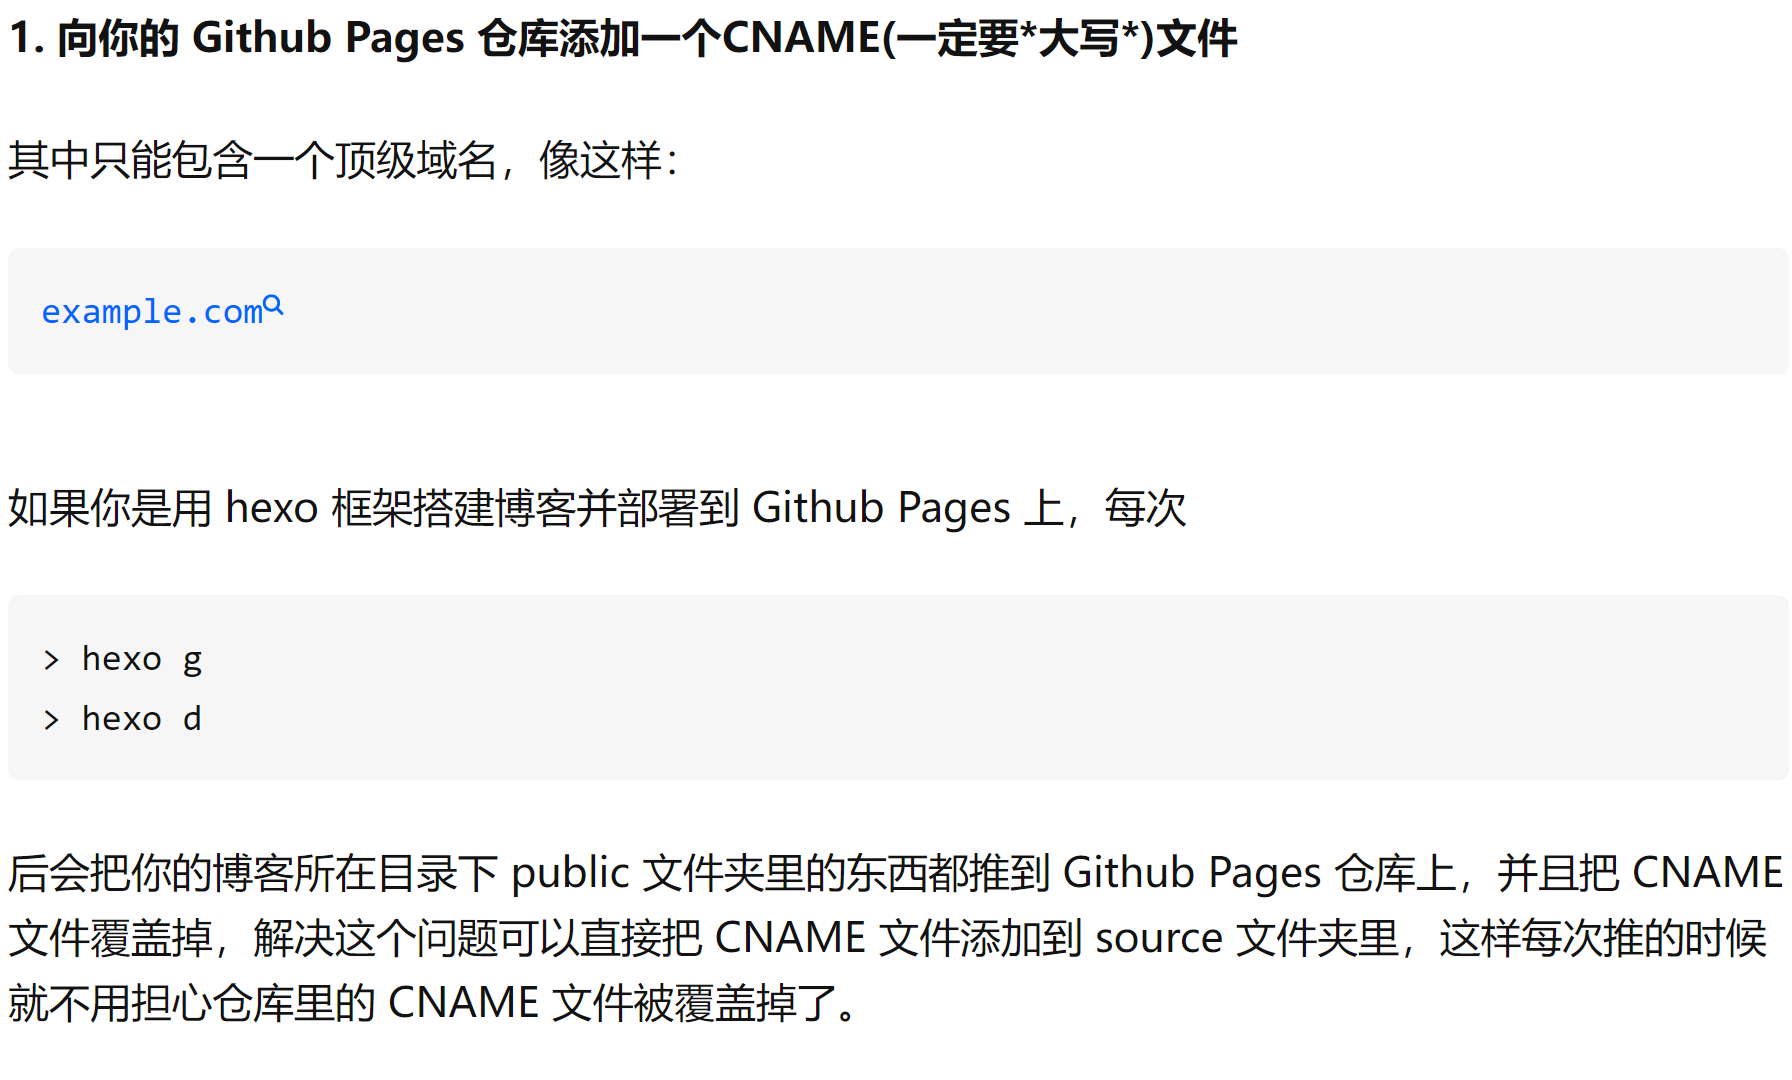 1. 向你的 Github Pages 仓库添加一个CNAME(一定要*大写*)文件
其中只能包含一个顶级域名，像这样：
example.com
如果你是用 hexo 框架搭建博客并部署到 Github Pages 上，每次
> hexo g
> hexo d
后会把你的博客所在目录下 public 文件夹里的东西都推到 Github Pages 仓库上，并且把 CNAME
文件覆盖掉，解决这个问题可以直接把 CNAME 文件添加到 source 文件夹里，这样每次推的时候
就不用担心仓库里的 CNAME 文件被覆盖掉了。